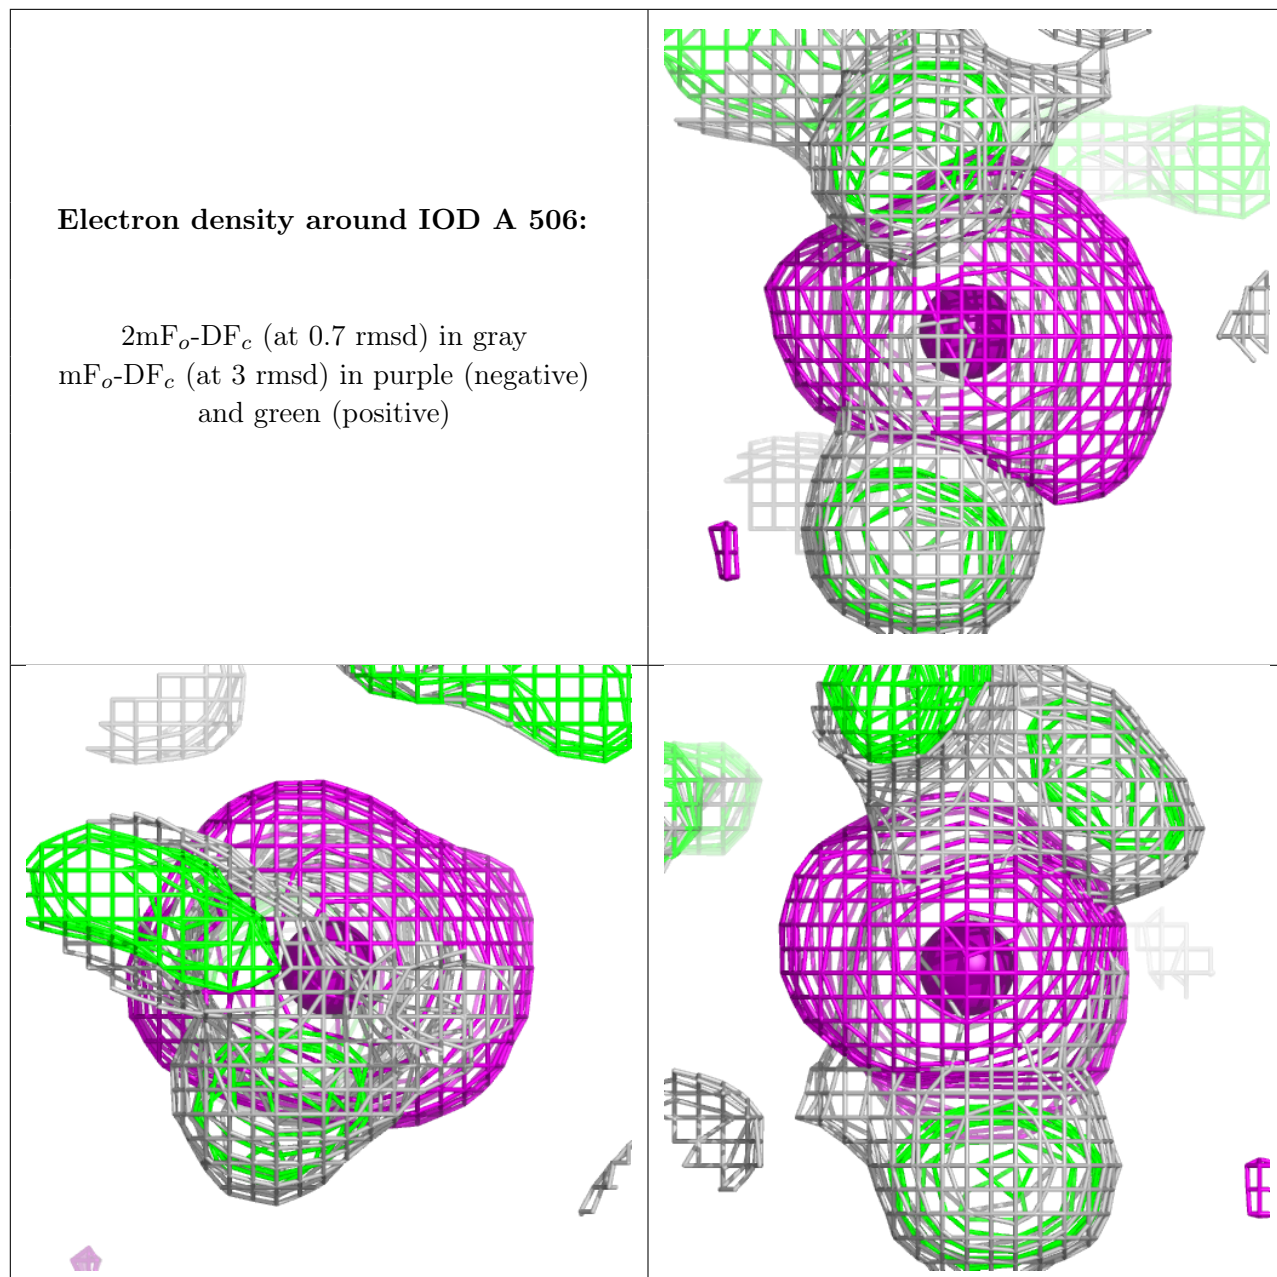 Electron density around IOD A 506:
2mFo-DFc (at 0.7 rmsd) in gray
mFo-DFc (at 3 rmsd) in purple (negative)
and green (positive)